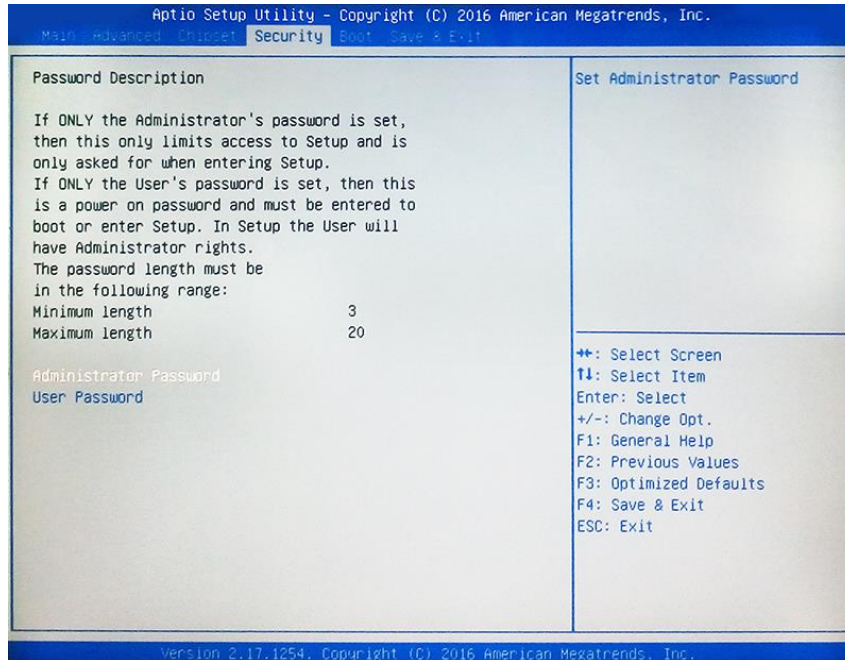 Aptio Setup Utility – Copyright (C) 2016 American Megatrends, Inc.
Main Advanced Chipset Security Boot Save & Exit
Password Description
If ONLY the Administrator's password is set,
then this only limits access to Setup and is
only asked for when entering Setup.
If ONLY the User's password is set, then this
is a power on password and must be entered to
boot or enter Setup. In Setup the User will
have Administrator rights.
The password length must be
in the following range:
Minimum length 3
Maximum length 20
Administrator Password
User Password
Set Administrator Password
→←: Select Screen
↑↓: Select Item
Enter: Select
+/-: Change Opt.
F1: General Help
F2: Previous Values
F3: Optimized Defaults
F4: Save & Exit
ESC: Exit
Version 2.17.1254. Copyright (C) 2016 American Megatrends, Inc.